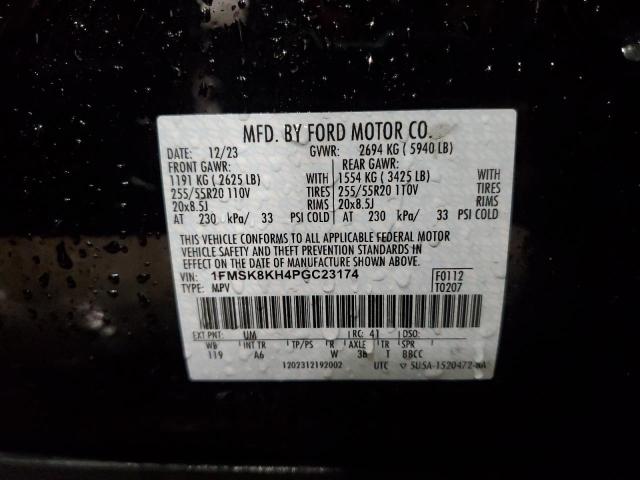 MFD. BY FORD MOTOR CO.
DATE: 12/23 GVWR: 2694 KG ( 5940 LB)
FRONT GAWR: REAR GAWR:
1191 KG ( 2625 LB) WITH 1554 KG ( 3425 LB) WITH
255/55R20 110V TIRES 255/55R20 110V TIRES
20x8.5J RIMS 20x8.5J RIMS
AT 230 kPa/ 33 PSI COLD AT 230 kPa/ 33 PSI COLD
THIS VEHICLE CONFORMS TO ALL APPLICABLE FEDERAL MOTOR
VEHICLE SAFETY AND THEFT PREVENTION STANDARDS IN
EFFECT ON THE DATE OF MANUFACTURE SHOWN ABOVE.
VIN: 1FMSK8KH4PGC23174 F0112
TYPE: MPV T0207
EXT PNT: UM RC: 41 DSO:
WB INT TR TP/PS R AXLE TR SPR
119 A6 W 3B T BBCC
1202312192002 UTC SU5A-1520472-NA